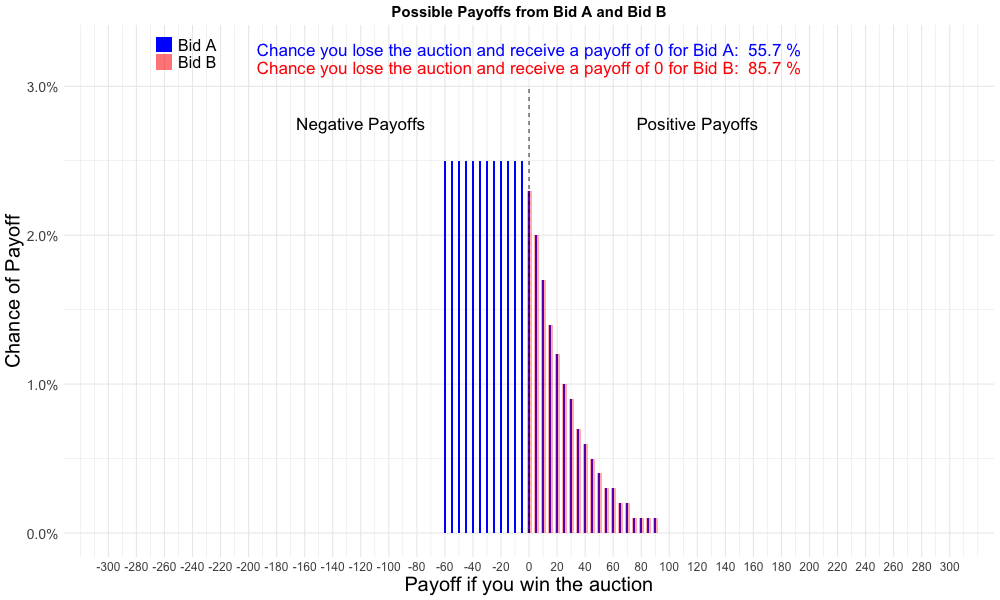 Possible Payoffs from Bid A and Bid B
Bid A
Bid B
Chance you lose the auction and receive a payoff of 0 for Bid A: 55.7 %
Chance you lose the auction and receive a payoff of 0 for Bid B: 85.7 %
Negative Payoffs
Positive Payoffs
Chance of Payoff
3.0%
2.0%
1.0%
0.0%
-300 -280 -260 -240 -220 -200 -180 -160 -140 -120 -100 -80 -60 -40 -20 0 20 40 60 80 100 120 140 160 180 200 220 240 260 280 300
Payoff if you win the auction